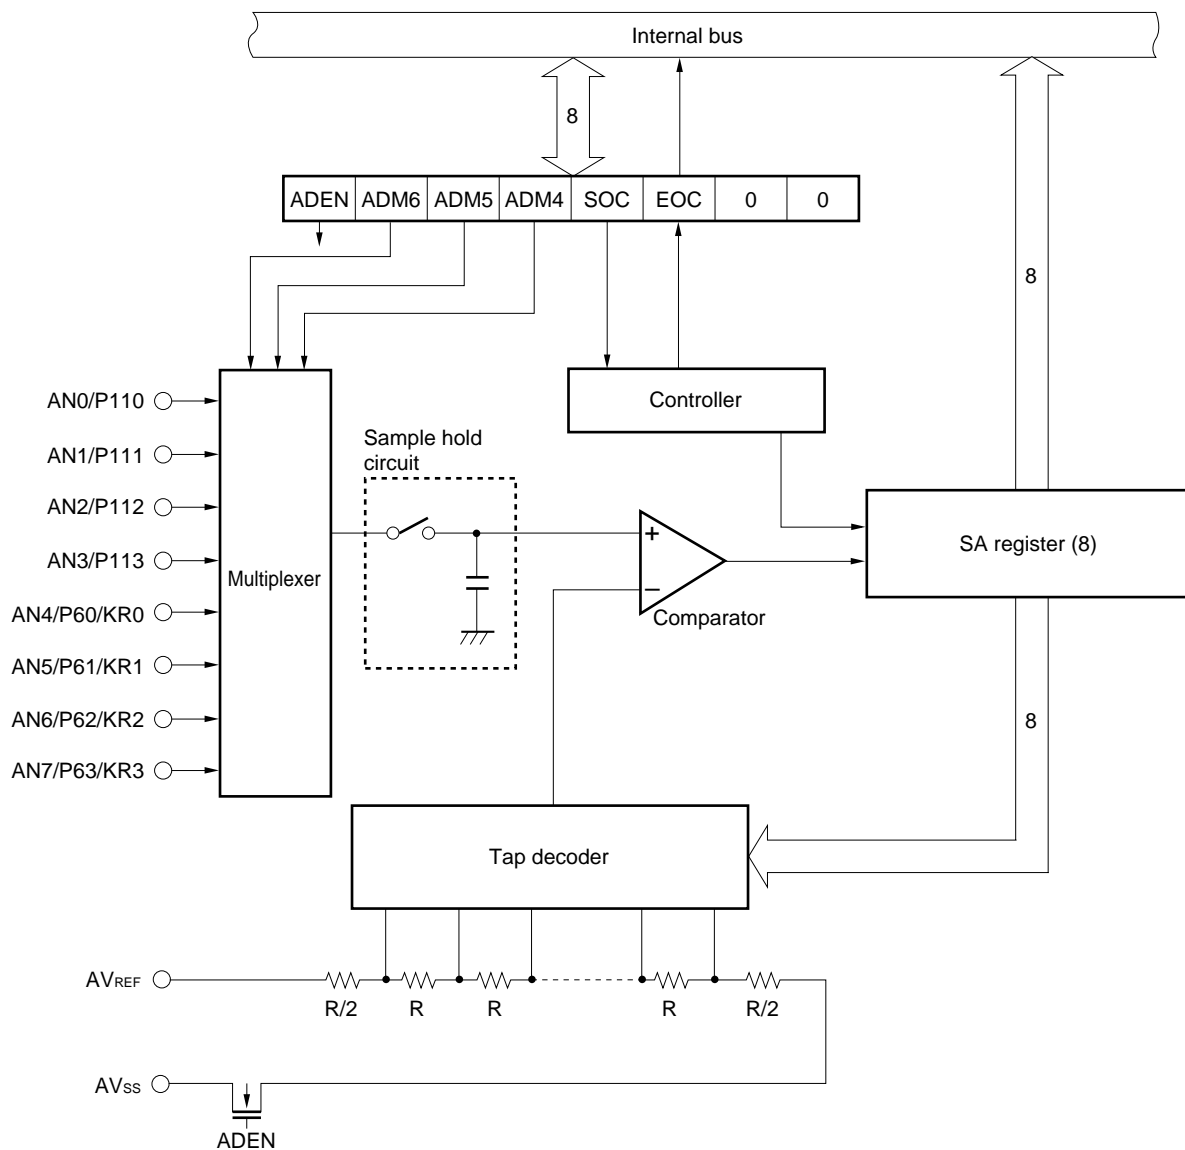 Internal bus
8
ADEN ADM6 ADM5 ADM4 SOC EOC 0 0
8
AN0/P110
AN1/P111
AN2/P112
AN3/P113
AN4/P60/KR0
AN5/P61/KR1
AN6/P62/KR2
AN7/P63/KR3
Multiplexer
Sample hold
circuit
Controller
+
−
Comparator
SA register (8)
8
Tap decoder
AVREF
R/2 R R R R/2
AVSS
ADEN